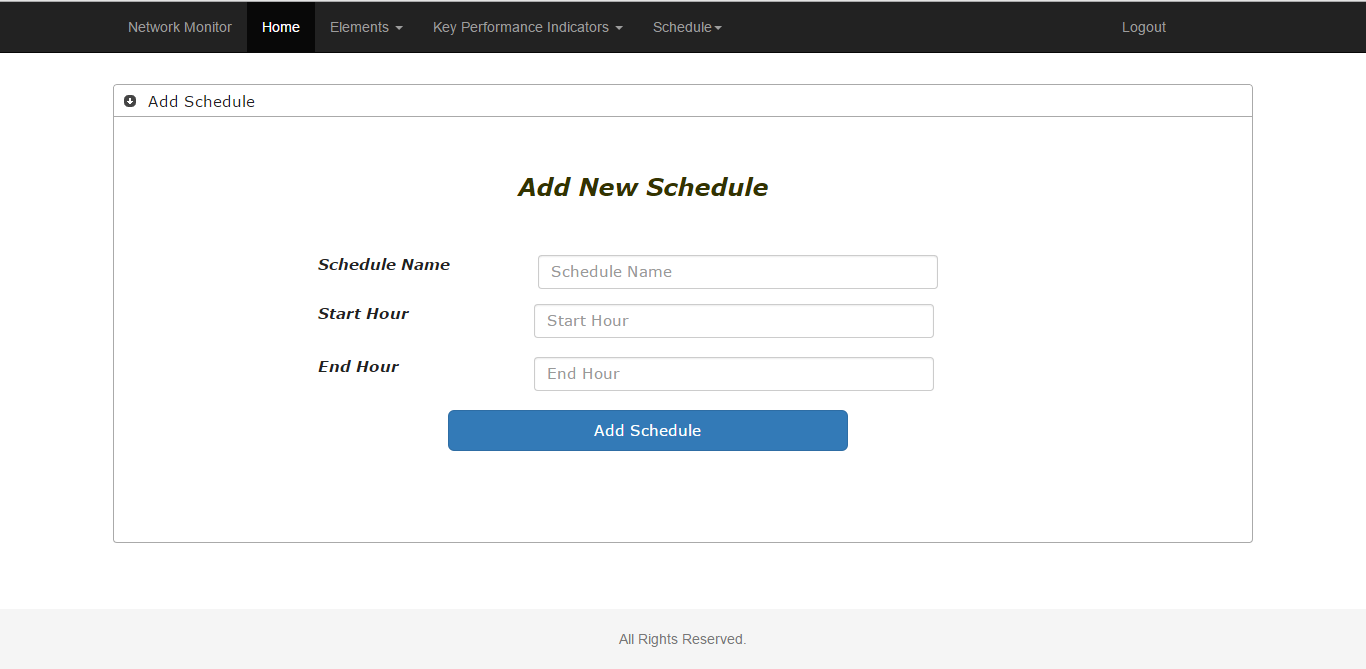 Network Monitor Home Elements Key Performance Indicators Schedule Logout
Add Schedule
Add New Schedule
Schedule Name Schedule Name
Start Hour Start Hour
End Hour End Hour
Add Schedule
All Rights Reserved.